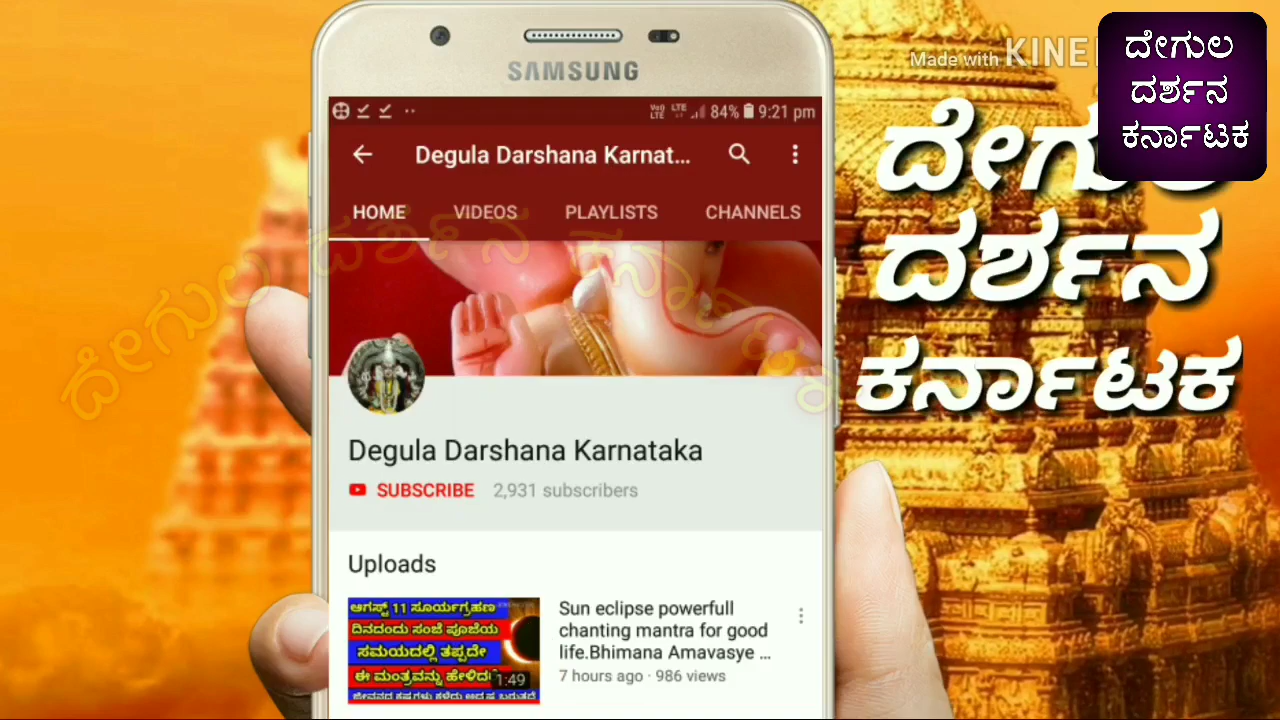 Made with KINE
ದೇಗುಲ
ದರ್ಶನ
ಕರ್ನಾಟಕ
SAMSUNG
84% 9:21 pm
Degula Darshana Karnat...
HOME VIDEOS PLAYLISTS CHANNELS
ದೇಗುಲ ದರ್ಶನ ಕರ್ನಾಟಕ
ದೇಗುಲ
ದರ್ಶನ
ಕರ್ನಾಟಕ
Degula Darshana Karnataka
SUBSCRIBE 2,931 subscribers
Uploads
ಆಗಸ್ಟ್ 11 ಸೂರ್ಯಗ್ರಹಣ
ದಿನದಂದು ಸಂಜೆ ಪೂಜೆಯ
ಸಮಯದಲ್ಲಿ ತಪ್ಪದೇ
ಈ ಮಂತ್ರವನ್ನು
1:49
Sun eclipse powerfull
chanting mantra for good
life.Bhimana Amavasye ...
7 hours ago · 986 views